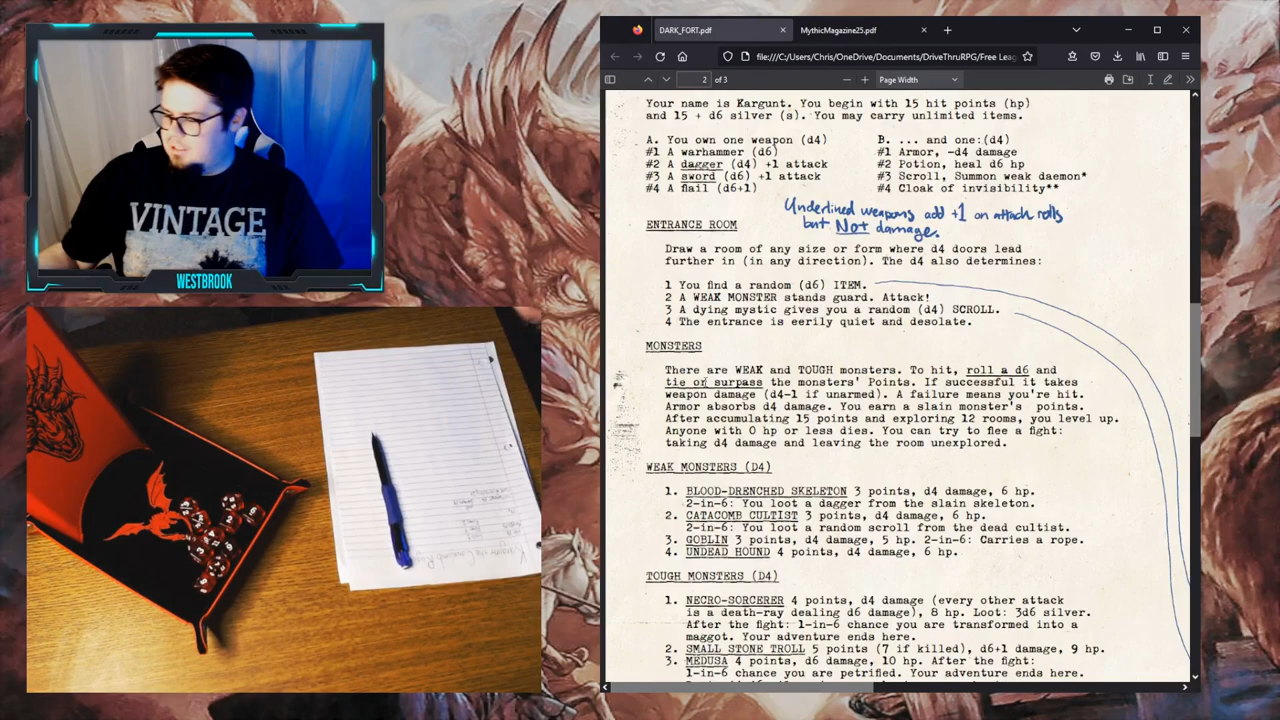 VINTAGE
WESTBROOK
DARK_FORT.pdf
MythicMagazine25.pdf
file:///C:/Users/Chris/OneDrive/Documents/DriveThruRPG/Free Leag
2 of 3
Page Width
Your name is Kargunt. You begin with 15 hit points (hp)
and 15 + d6 silver (s). You may carry unlimited items.
A. You own one weapon (d4)
#1 A warhammer (d6)
#2 A dagger (d4) +1 attack
#3 A sword (d6) +1 attack
#4 A flail (d6+1)
B. ... and one:(d4)
#1 Armor, -d4 damage
#2 Potion, heal d6 hp
#3 Scroll, Summon weak daemon*
#4 Cloak of invisibility**
Underlined weapons add +1 on attack rolls
but NOT damage.
ENTRANCE ROOM
Draw a room of any size or form where d4 doors lead
further in (in any direction). The d4 also determines:
1 You find a random (d6) ITEM.
2 A WEAK MONSTER stands guard. Attack!
3 A dying mystic gives you a random (d4) SCROLL.
4 The entrance is eerily quiet and desolate.
MONSTERS
There are WEAK and TOUGH monsters. To hit, roll a d6 and
tie or surpass the monsters' Points. If successful it takes
weapon damage (d4-1 if unarmed). A failure means you're hit.
Armor absorbs d4 damage. You earn a slain monster's points.
After accumulating 15 points and exploring 12 rooms, you level up.
Anyone with 0 hp or less dies. You can try to flee a fight:
taking d4 damage and leaving the room unexplored.
WEAK MONSTERS (D4)
1. BLOOD-DRENCHED SKELETON 3 points, d4 damage, 6 hp.
2-in-6: You loot a dagger from the slain skeleton.
2. CATACOMB CULTIST 3 points, d4 damage, 6 hp.
2-in-6: You loot a random scroll from the dead cultist.
3. GOBLIN 3 points, d4 damage, 5 hp. 2-in-6: Carries a rope.
4. UNDEAD HOUND 4 points, d4 damage, 6 hp.
TOUGH MONSTERS (D4)
1. NECRO-SORCERER 4 points, d4 damage (every other attack
is a death-ray dealing d6 damage), 8 hp. Loot: 3d6 silver.
After the fight: 1-in-6 chance you are transformed into a
maggot. Your adventure ends here.
2. SMALL STONE TROLL 5 points (7 if killed), d6+1 damage, 9 hp.
3. MEDUSA 4 points, d6 damage, 10 hp. After the fight:
1-in-6 chance you are petrified. Your adventure ends here.